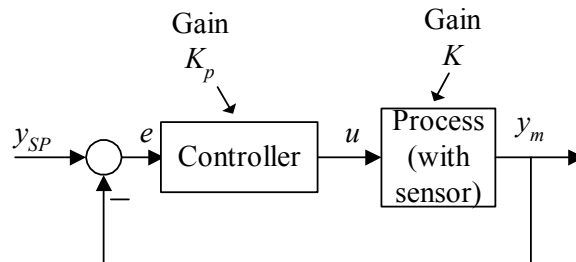 Gain
K_p
Gain
K
y_SP
e
Controller
u
Process
(with
sensor)
y_m
−